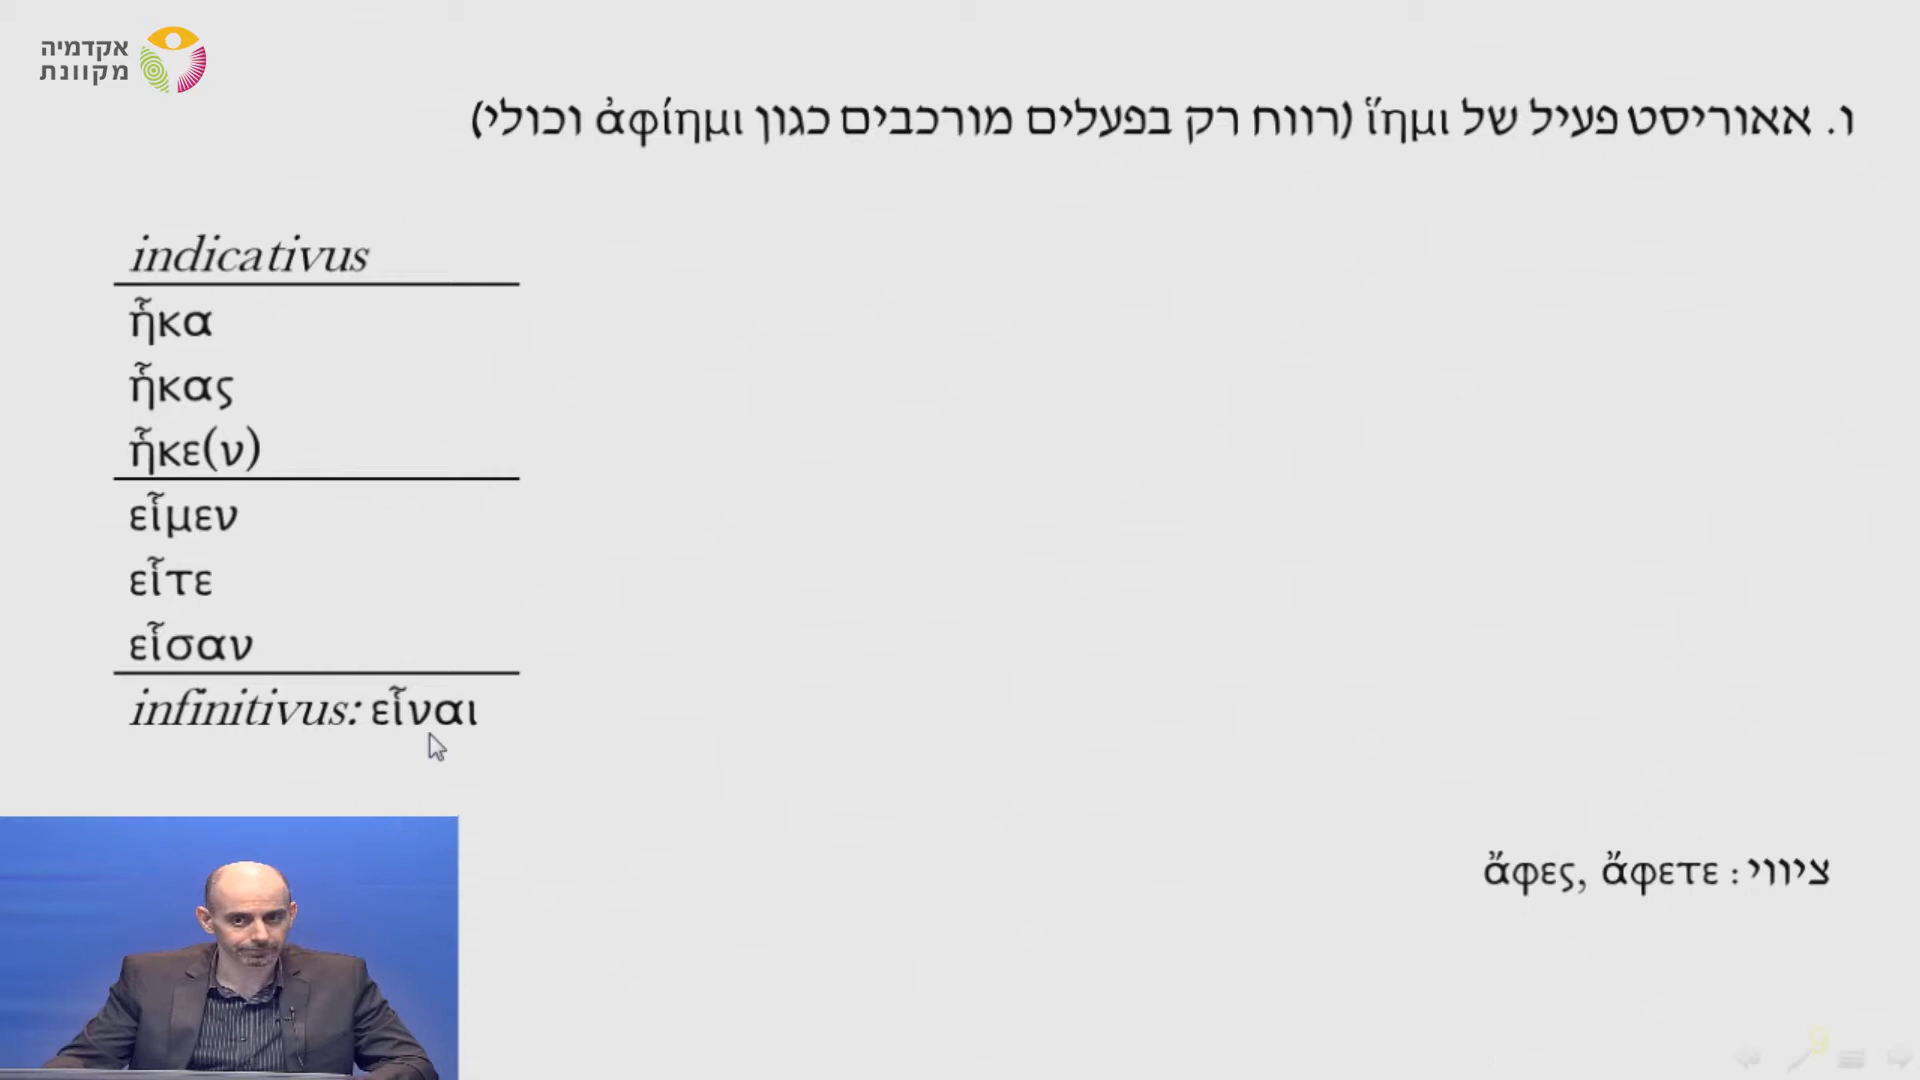 אקדמיה
מקוונת
ו. אאוריסט פעיל של ἵημι (רווח רק בפעלים מורכבים כגון ἀφίημι וכולי)
indicativus
ἧκα
ἧκας
ἧκε(ν)
εἷμεν
εἷτε
εἷσαν
infinitivus: εἷναι
ציווי: ἄφες, ἄφετε
9